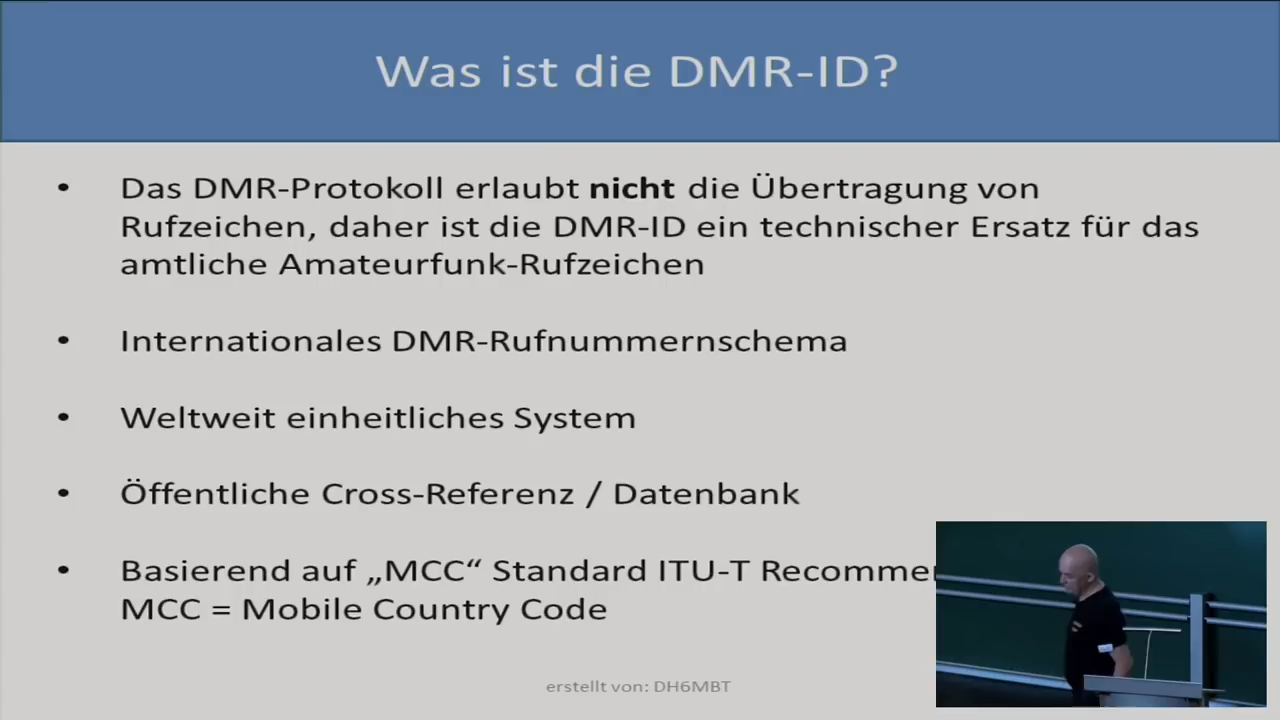 Was ist die DMR-ID?
• Das DMR-Protokoll erlaubt nicht die Übertragung von
Rufzeichen, daher ist die DMR-ID ein technischer Ersatz für das
amtliche Amateurfunk-Rufzeichen
• Internationales DMR-Rufnummernschema
• Weltweit einheitliches System
• Öffentliche Cross-Referenz / Datenbank
• Basierend auf „MCC“ Standard ITU-T
MCC = Mobile Country Code
erstellt von: DH6MBT